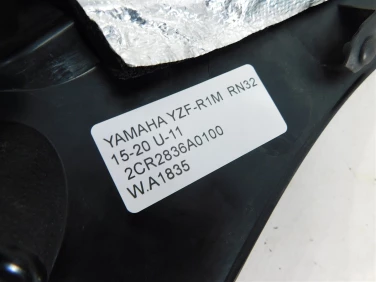 YAMAHA YZF-R1M RN32
15-20 U-11
2CR2836A0100
W.A1835